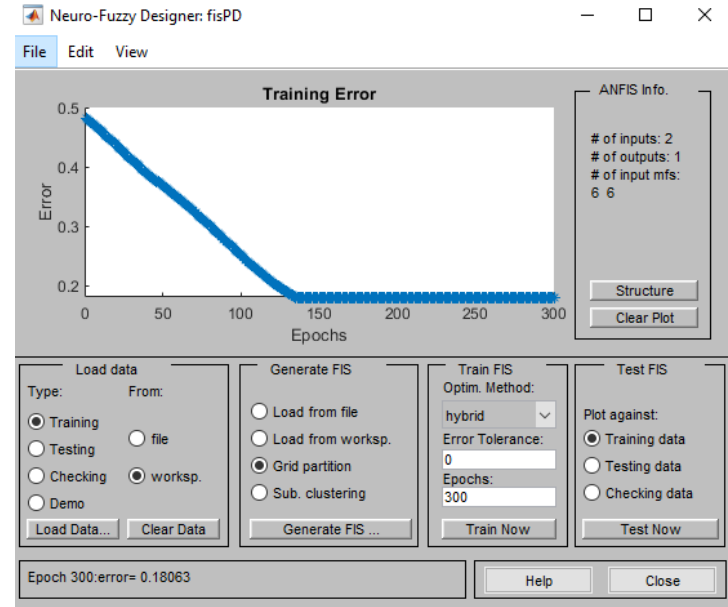 Neuro-Fuzzy Designer: fisPD
File Edit View
Training Error
0.5
0.4
0.3
0.2
Error
0 50 100 150 200 250 300
Epochs
ANFIS Info.
# of inputs: 2
# of outputs: 1
# of input mfs:
6 6
Structure
Clear Plot
Load data
Type: From:
Training
Testing
Checking
Demo
file
worksp.
Load Data... Clear Data
Generate FIS
Load from file
Load from worksp.
Grid partition
Sub. clustering
Generate FIS ...
Train FIS
Optim. Method:
hybrid
Error Tolerance:
0
Epochs:
300
Train Now
Test FIS
Plot against:
Training data
Testing data
Checking data
Test Now
Epoch 300:error= 0.18063
Help Close